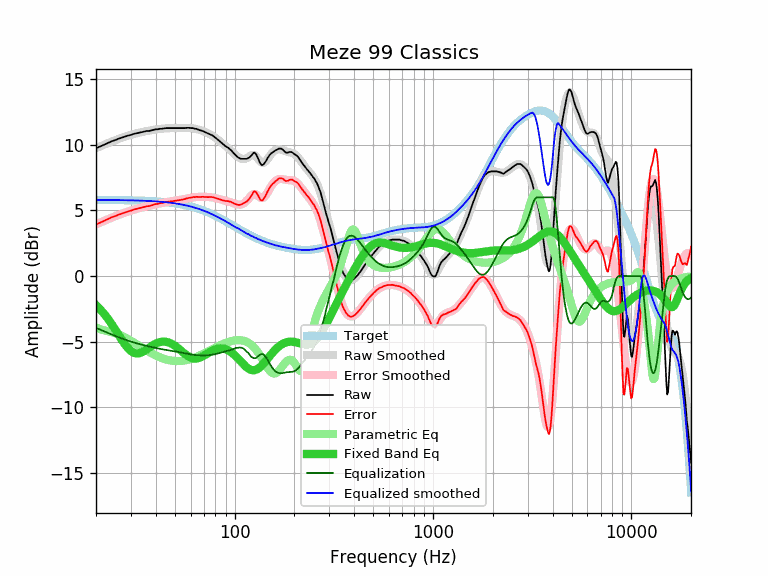 Meze 99 Classics
15
10
5
0
−5
−10
−15
Amplitude (dBr)
Target
Raw Smoothed
Error Smoothed
Raw
Error
Parametric Eq
Fixed Band Eq
Equalization
Equalized smoothed
100
1000
10000
Frequency (Hz)